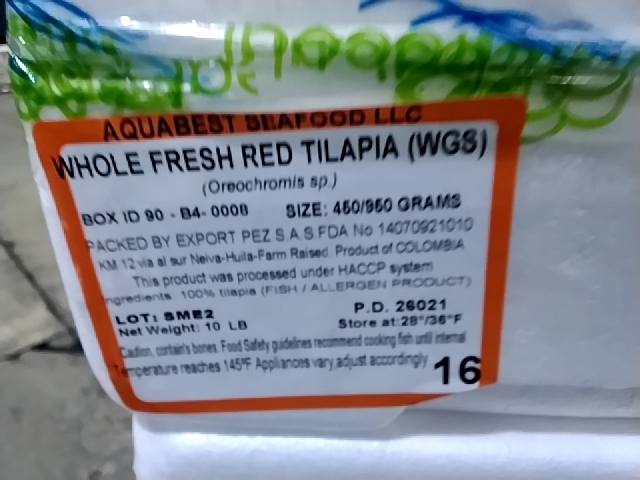 AQUABEST SEAFOOD LLC
WHOLE FRESH RED TILAPIA (WGS)
(Oreochromis sp.)
BOX ID 90 - B4- 0008 SIZE: 450/950 GRAMS
PACKED BY EXPORT PEZ S.A.S.FDA No 14070921010
KM 12 via al sur Neiva-Huila-Farm Raised. Product of COLOMBIA
This product was processed under HACCP system
ngredients: 100% tilapia (FISH / ALLERGEN PRODUCT)
LOT: SME2 P.D. 26021
Net Weight: 10 LB Store at:28°/36°F
Caution, contain's bones. Food Safety guidelines recommend cooking fish until internal
Temperature reaches 145ºF Appliances vary,adjust accordingly
16